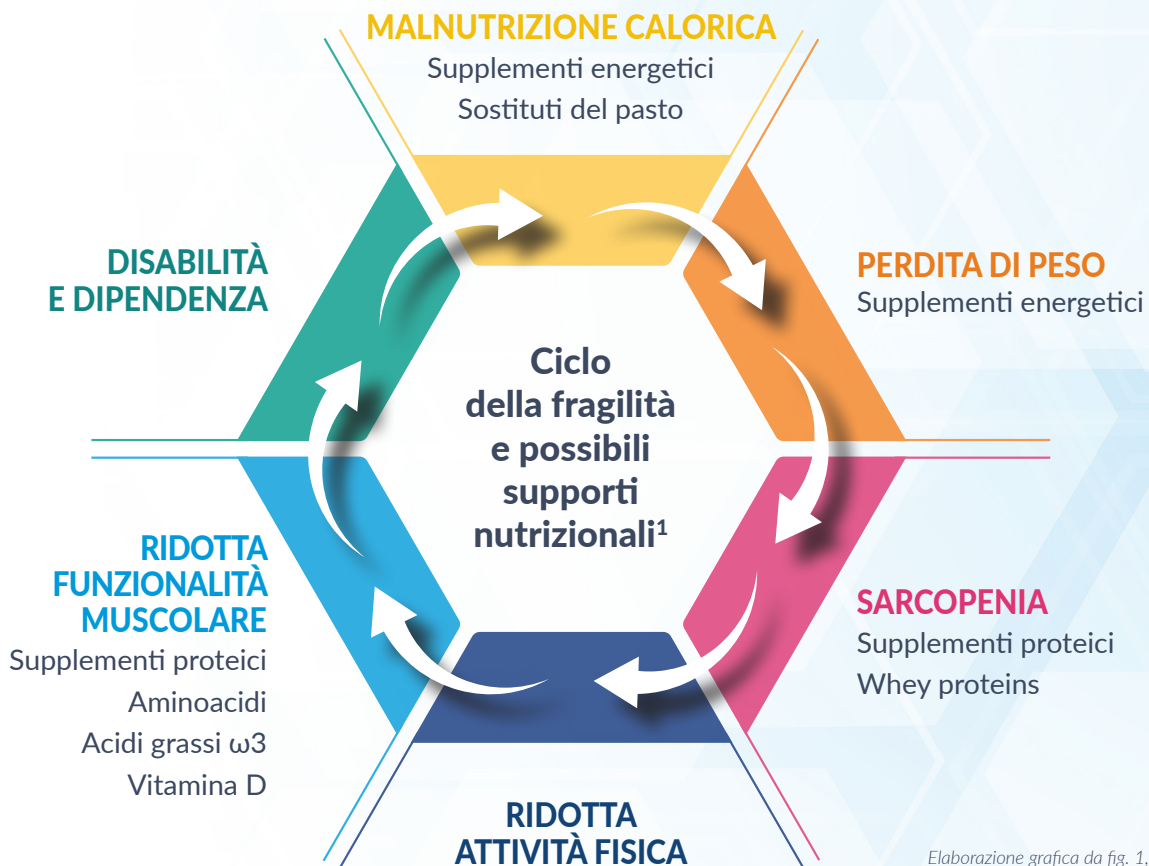 MALNUTRIZIONE CALORICA
Supplementi energetici
Sostituti del pasto
PERDITA DI PESO
Supplementi energetici
SARCOPENIA
Supplementi proteici
Whey proteins
RIDOTTA
ATTIVITÀ FISICA
RIDOTTA
FUNZIONALITÀ
MUSCOLARE
Supplementi proteici
Aminoacidi
Acidi grassi ω3
Vitamina D
DISABILITÀ
E DIPENDENZA
Ciclo
della fragilità
e possibili
supporti
nutrizionali¹
Elaborazione grafica da fig. 1,